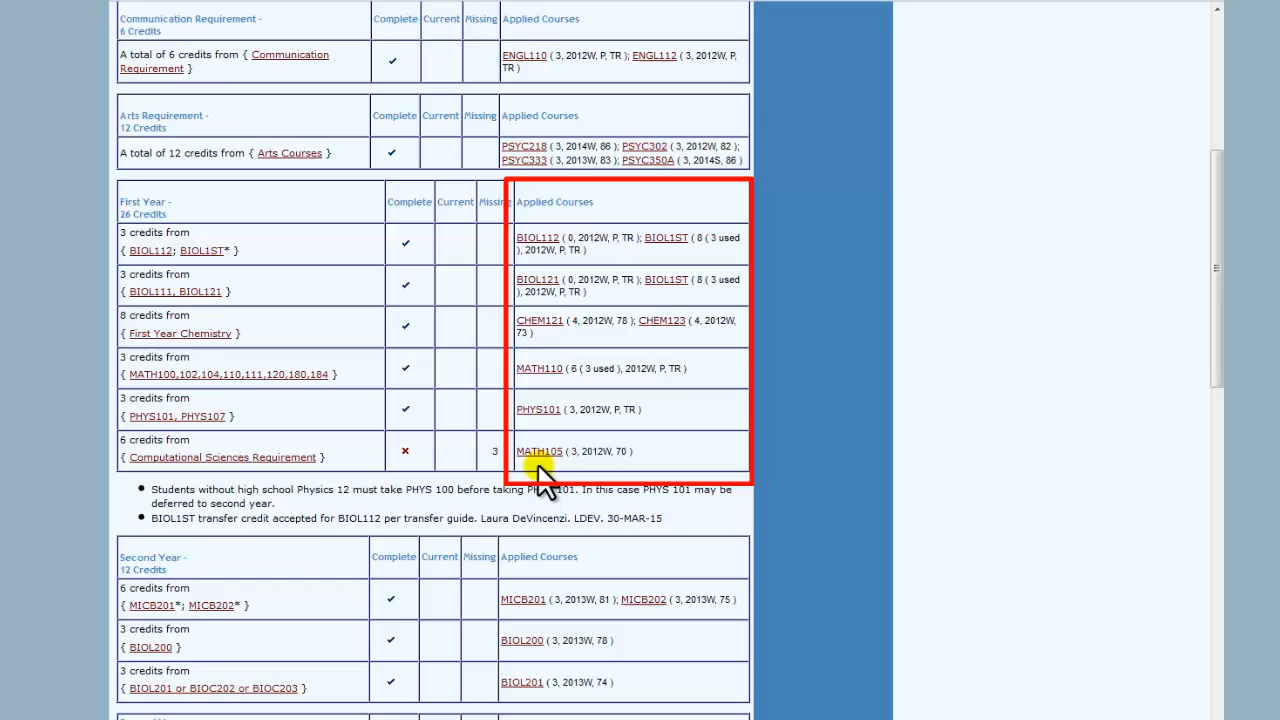 Communication Requirement - Complete Current Missing Applied Courses
6 Credits
A total of 6 credits from { Communication
Requirement }
ENGL110 ( 3, 2012W, P, TR ); ENGL112 ( 3, 2012W, P,
TR )
Arts Requirement - Complete Current Missing Applied Courses
12 Credits
A total of 12 credits from { Arts Courses }
PSYC218 ( 3, 2014W, 86 ); PSYC302 ( 3, 2012W, 82 );
PSYC333 ( 3, 2013W, 83 ); PSYC350A ( 3, 2014S, 86 )
First Year - Complete Current Missing Applied Courses
26 Credits
3 credits from
{ BIOL112; BIOL1ST* }
BIOL112 ( 0, 2012W, P, TR ); BIOL1ST ( 8 ( 3 used
), 2012W, P, TR )
3 credits from
{ BIOL111, BIOL121 }
BIOL121 ( 0, 2012W, P, TR ); BIOL1ST ( 8 ( 3 used
), 2012W, P, TR )
8 credits from
{ First Year Chemistry }
CHEM121 ( 4, 2012W, 78 ); CHEM123 ( 4, 2012W,
73 )
3 credits from
{ MATH100,102,104,110,111,120,180,184 }
MATH110 ( 6 ( 3 used ), 2012W, P, TR )
3 credits from
{ PHYS101, PHYS107 }
PHYS101 ( 3, 2012W, P, TR )
6 credits from
{ Computational Sciences Requirement }
3 MATH105 ( 3, 2012W, 70 )
Students without high school Physics 12 must take PHYS 100 before taking 101. In this case PHYS 101 may be
deferred to second year.
BIOL1ST transfer credit accepted for BIOL112 per transfer guide. Laura DeVincenzi. LDEV. 30-MAR-15
Second Year - Complete Current Missing Applied Courses
12 Credits
6 credits from
{ MICB201*; MICB202* }
MICB201 ( 3, 2013W, 81 ); MICB202 ( 3, 2013W, 75 )
3 credits from
{ BIOL200 }
BIOL200 ( 3, 2013W, 78 )
3 credits from
{ BIOL201 or BIOC202 or BIOC203 }
BIOL201 ( 3, 2013W, 74 )